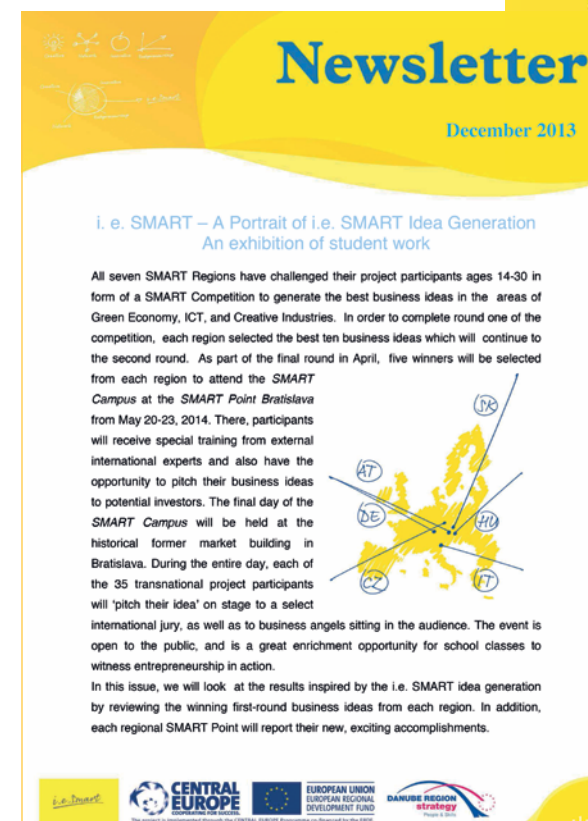 Newsletter
December 2013
i. e. SMART – A Portrait of i.e. SMART Idea Generation
An exhibition of student work
All seven SMART Regions have challenged their project participants ages 14-30 in
form of a SMART Competition to generate the best business ideas in the areas of
Green Economy, ICT, and Creative Industries. In order to complete round one of the
competition, each region selected the best ten business ideas which will continue to
the second round. As part of the final round in April, five winners will be selected
from each region to attend the SMART
Campus at the SMART Point Bratislava
from May 20-23, 2014. There, participants
will receive special training from external
international experts and also have the
opportunity to pitch their business ideas
to potential investors. The final day of the
SMART Campus will be held at the
historical former market building in
Bratislava. During the entire day, each of
the 35 transnational project participants
will 'pitch their idea' on stage to a select
international jury, as well as to business angels sitting in the audience. The event is
open to the public, and is a great enrichment opportunity for school classes to
witness entrepreneurship in action.
In this issue, we will look at the results inspired by the i.e. SMART idea generation
by reviewing the winning first-round business ideas from each region. In addition,
each regional SMART Point will report their new, exciting accomplishments.
SK
AT
DE
HU
CZ
IT
i.e. Smart
CENTRAL
EUROPE
COOPERATING FOR SUCCESS.
EUROPEAN UNION
EUROPEAN REGIONAL
DEVELOPMENT FUND
DANUBE REGION
strategy
People & Skills